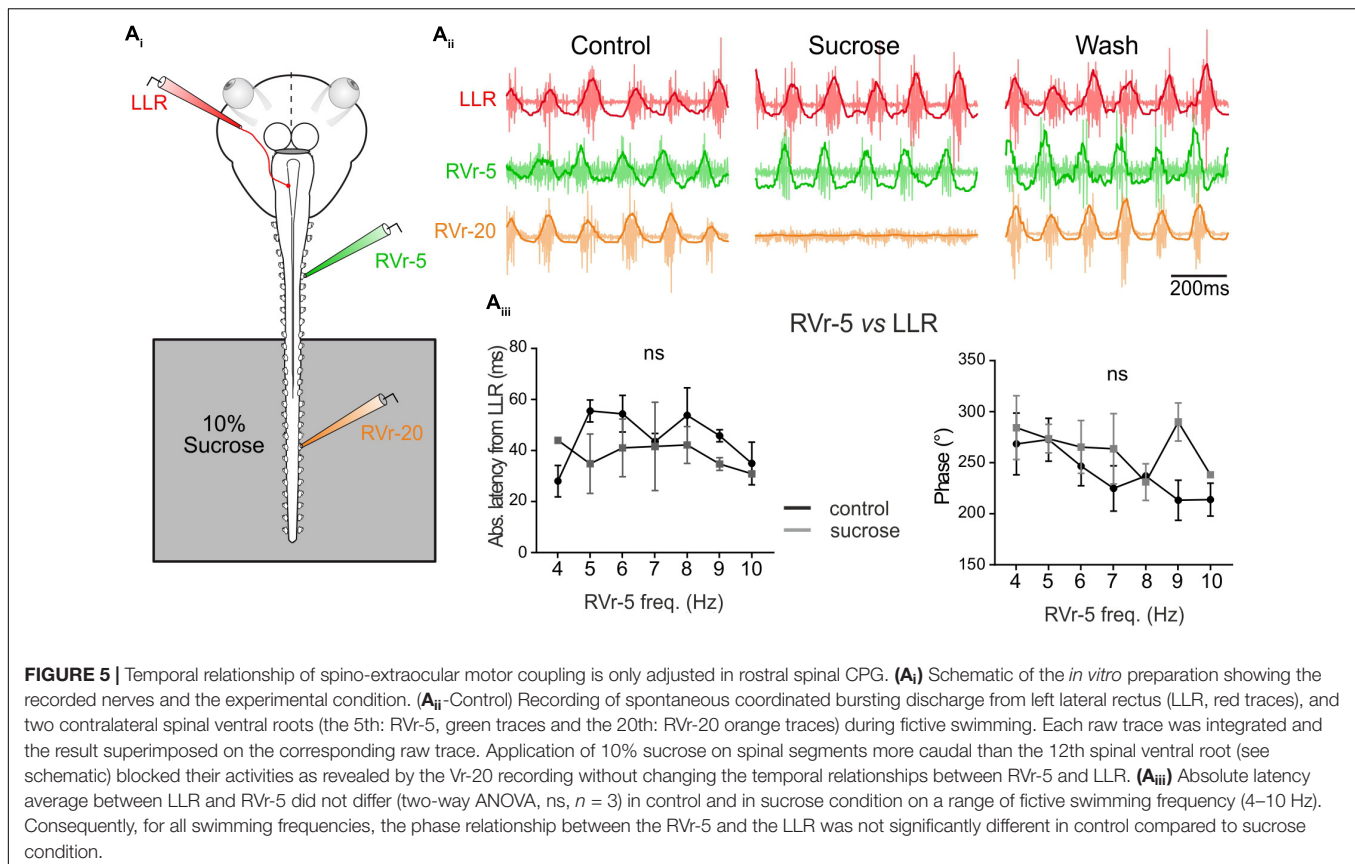 Ai
LLR
RVr-5
RVr-20
10%
Sucrose
Aii
Control
Sucrose
Wash
LLR
RVr-5
RVr-20
200ms
Aiii
RVr-5 vs LLR
80
60
40
20
0
Abs. latency from LLR (ms)
ns
4 5 6 7 8 9 10
RVr-5 freq. (Hz)
control
sucrose
350
300
250
200
150
Phase (°)
ns
4 5 6 7 8 9 10
RVr-5 freq. (Hz)
FIGURE 5 | Temporal relationship of spino-extraocular motor coupling is only adjusted in rostral spinal CPG. (Ai) Schematic of the in vitro preparation showing the
recorded nerves and the experimental condition. (Aii-Control) Recording of spontaneous coordinated bursting discharge from left lateral rectus (LLR, red traces), and
two contralateral spinal ventral roots (the 5th: RVr-5, green traces and the 20th: RVr-20 orange traces) during fictive swimming. Each raw trace was integrated and
the result superimposed on the corresponding raw trace. Application of 10% sucrose on spinal segments more caudal than the 12th spinal ventral root (see
schematic) blocked their activities as revealed by the Vr-20 recording without changing the temporal relationships between RVr-5 and LLR. (Aiii) Absolute latency
average between LLR and RVr-5 did not differ (two-way ANOVA, ns, n = 3) in control and in sucrose condition on a range of fictive swimming frequency (4–10 Hz).
Consequently, for all swimming frequencies, the phase relationship between the RVr-5 and the LLR was not significantly different in control compared to sucrose
condition.